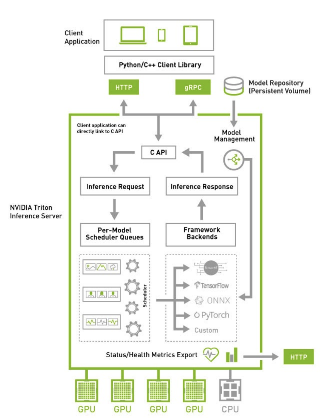 Client
Application
Python/C++ Client Library
HTTP
gRPC
Model Repository
(Persistent Volume)
Client application can
directly link to C API
Model
Management
C API
NVIDIA Triton
Inference Server
Inference Request
Inference Response
Per-Model
Scheduler Queues
Framework
Backends
Scheduler
TensorFlow
ONNX
PyTorch
Custom
Status/Health Metrics Export
HTTP
GPU
GPU
GPU
GPU
CPU